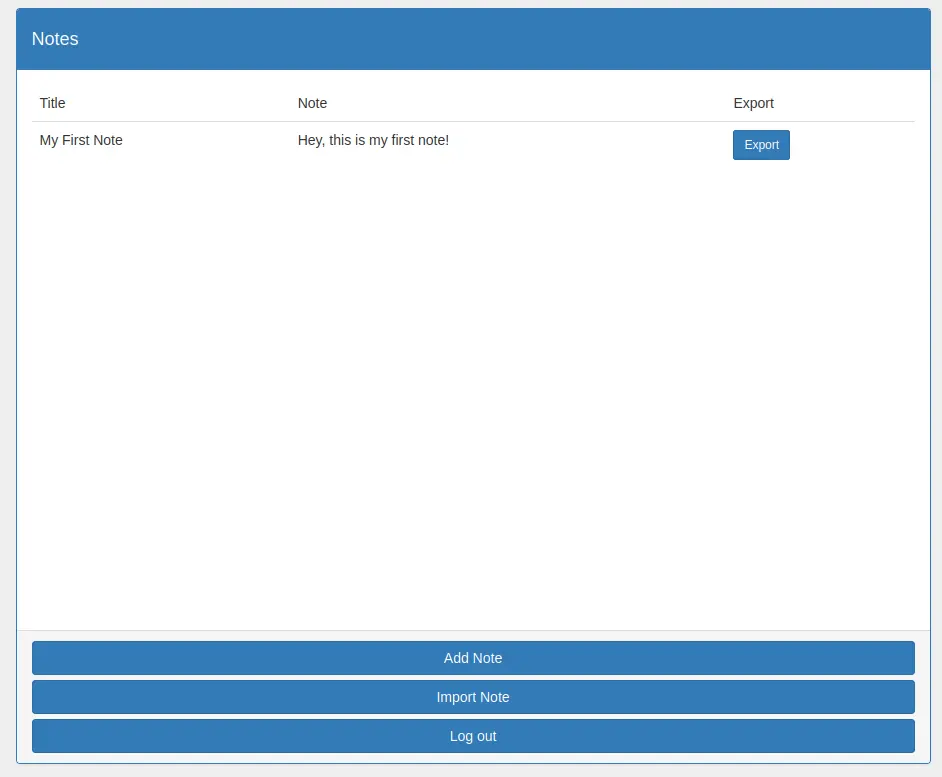 Notes
Title Note Export
My First Note Hey, this is my first note! Export
Add Note
Import Note
Log out